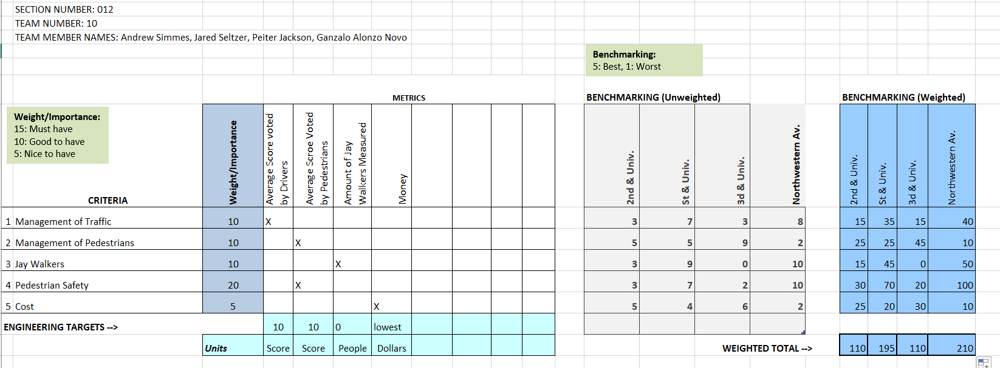 SECTION NUMBER: 012
TEAM NUMBER: 10
TEAM MEMBER NAMES: Andrew Simmes, Jared Seltzer, Peiter Jackson, Ganzalo Alonzo Novo
Benchmarking:
5: Best, 1: Worst
METRICS
BENCHMARKING (Unweighted)
BENCHMARKING (Weighted)
Weight/Importance:
15: Must have
10: Good to have
5: Nice to have
CRITERIA
Weight/Importance
Average Score voted
by Drivers
Average Scroe Voted
by Pedestrians
Amount of Jay
Walkers Measured
Money
2nd & Univ.
St & Univ.
3d & Univ.
Northwestern Av.
2nd & Univ.
St & Univ.
3d & Univ.
Northwestern Av.
1 Management of Traffic 10 X 3 7 3 8 15 35 15 40
2 Management of Pedestrians 10 X 5 5 9 2 25 25 45 10
3 Jay Walkers 10 X 3 9 0 10 15 45 0 50
4 Pedestrian Safety 20 X 3 7 2 10 30 70 20 100
5 Cost 5 X 5 4 6 2 25 20 30 10
ENGINEERING TARGETS --> 10 10 0 lowest
Units Score Score People Dollars WEIGHTED TOTAL --> 110 195 110 210